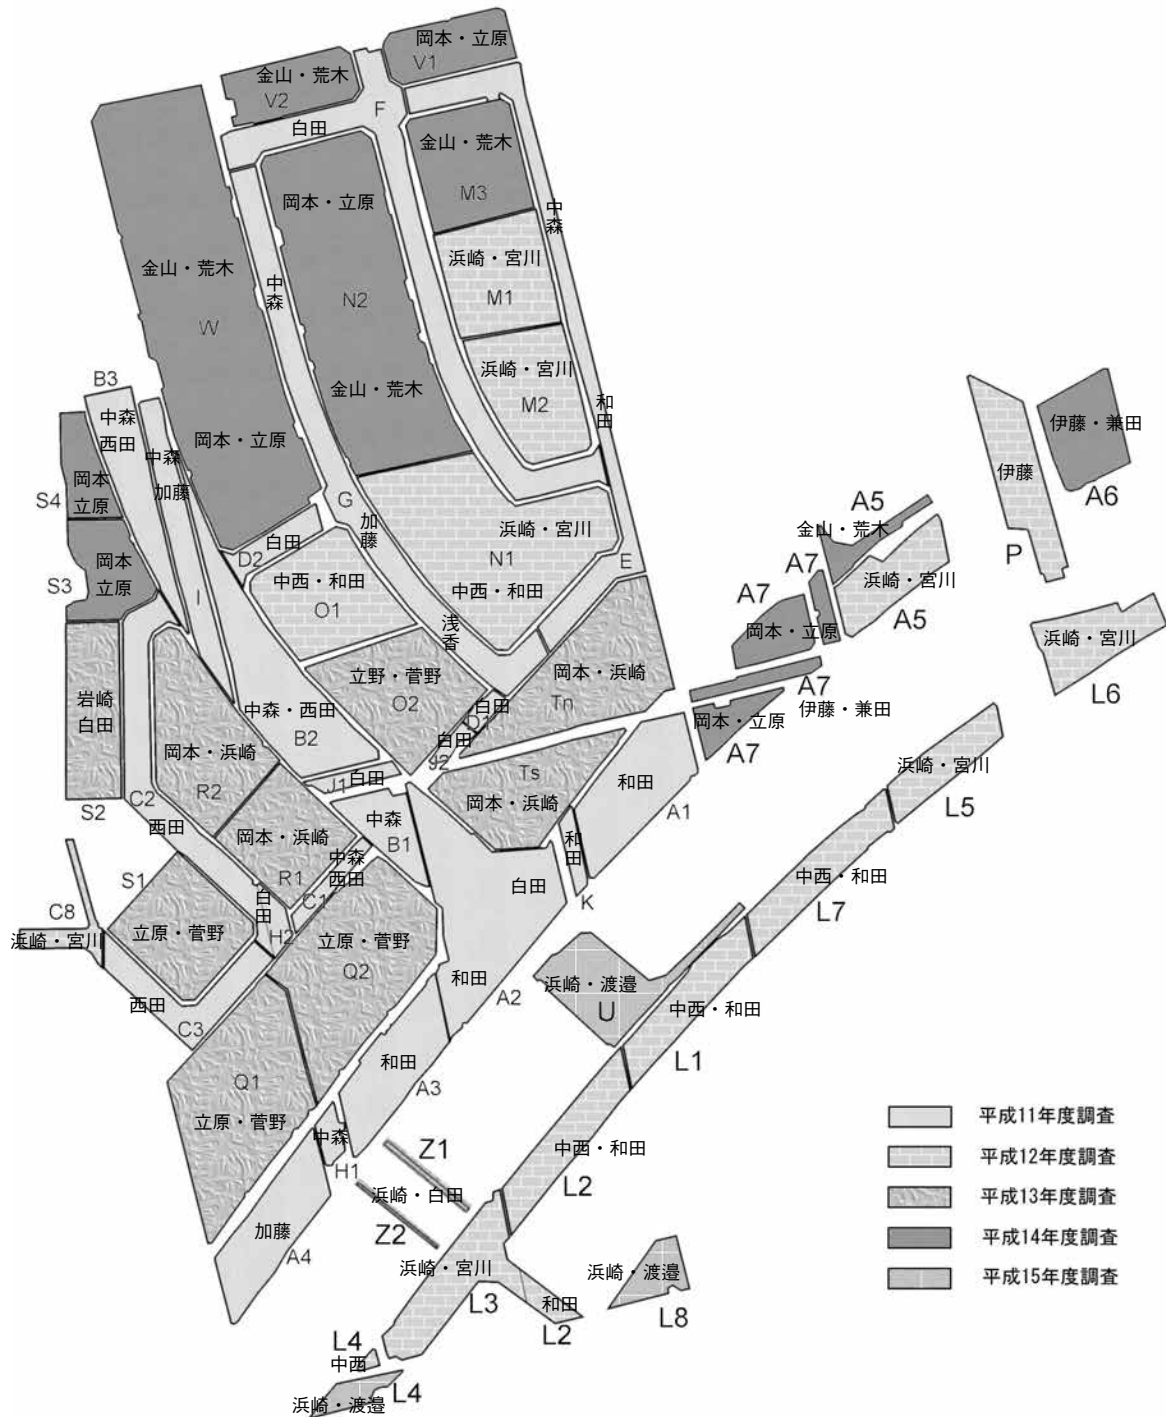 岡本・立原
V1
金山・荒木
V2
F
白田
金山・荒木
M3
岡本・立原
中森
浜崎・宮川
M1
金山・荒木
中森
N2
W
浜崎・宮川
M2
金山・荒木
B3
中森
西田
和田
岡本・立原
中森
加藤
伊藤・兼田
A6
伊藤
P
岡本
立原
S4
G
加藤
浜崎・宮川
N1
中西・和田
A5
金山・荒木
白田
D2
E
岡本
立原
S3
中西・和田
O1
I
A7
浜崎・宮川
A5
A7
岡本・立原
浅香
浜崎・宮川
L6
立野・菅野
O2
岡本・浜崎
Tn
白田
D1
A7
岩崎
白田
S2
中森・西田
B2
伊藤・兼田
岡本・立原
A7
白田
J2
岡本・浜崎
R2
J1
白田
Ts
岡本・浜崎
和田
A1
浜崎・宮川
L5
C2
西田
中森
B1
岡本・浜崎
R1
中森
西田
C1
和田
K
白田
中西・和田
L7
S1
立原・菅野
白田
H2
C8
浜崎・宮川
立原・菅野
Q2
和田
A2
浜崎・渡邉
U
西田
C3
中西・和田
L1
和田
A3
Q1
立原・菅野
中森
H1
Z1
浜崎・白田
Z2
中西・和田
L2
加藤
A4
浜崎・宮川
L3
和田
L2
浜崎・渡邉
L8
L4
中西
浜崎・渡邉
L4
平成11年度調査
平成12年度調査
平成13年度調査
平成14年度調査
平成15年度調査